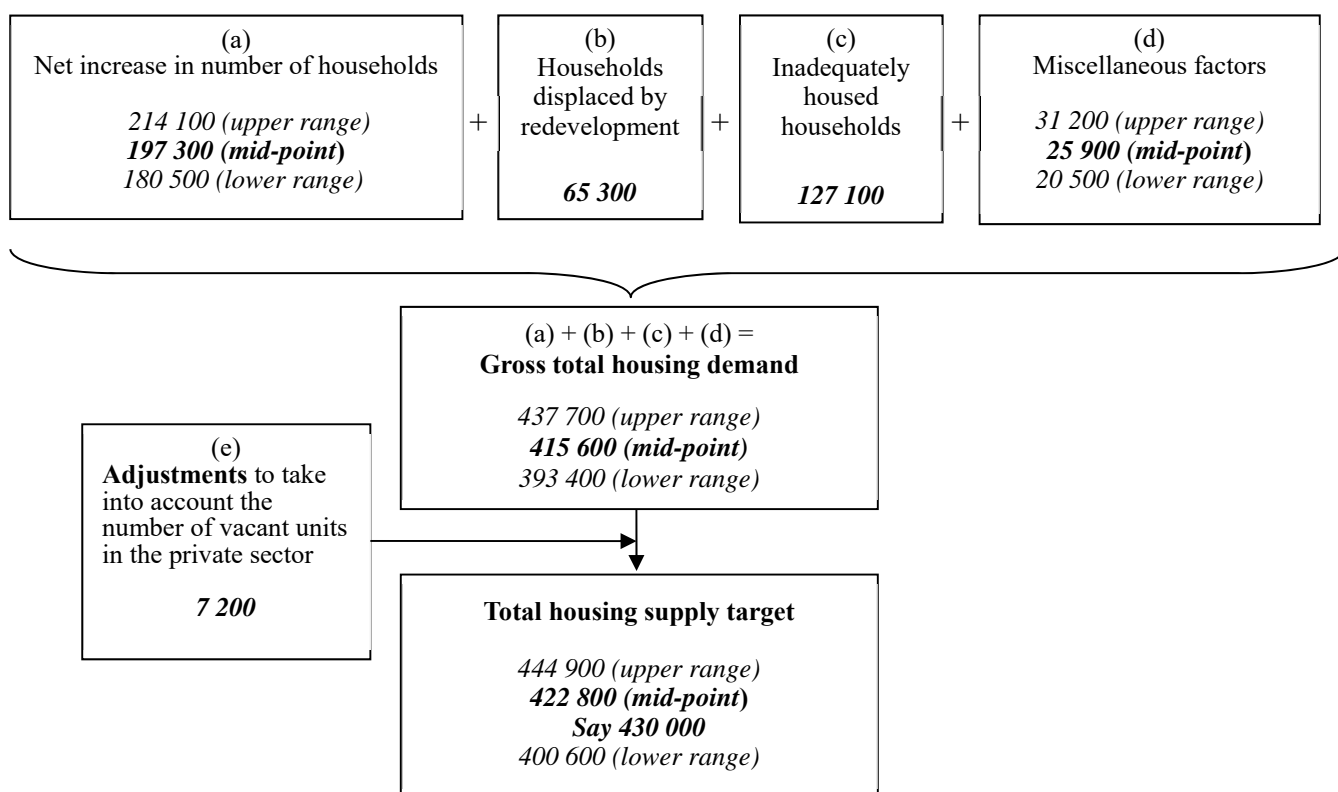 (a)
Net increase in number of households
214 100 (upper range)
197 300 (mid-point)
180 500 (lower range)
+
(b)
Households
displaced by
redevelopment
65 300
+
(c)
Inadequately
housed
households
127 100
+
(d)
Miscellaneous factors
31 200 (upper range)
25 900 (mid-point)
20 500 (lower range)
(a) + (b) + (c) + (d) =
Gross total housing demand
437 700 (upper range)
415 600 (mid-point)
393 400 (lower range)
(e)
Adjustments to take
into account the
number of vacant units
in the private sector
7 200
Total housing supply target
444 900 (upper range)
422 800 (mid-point)
Say 430 000
400 600 (lower range)